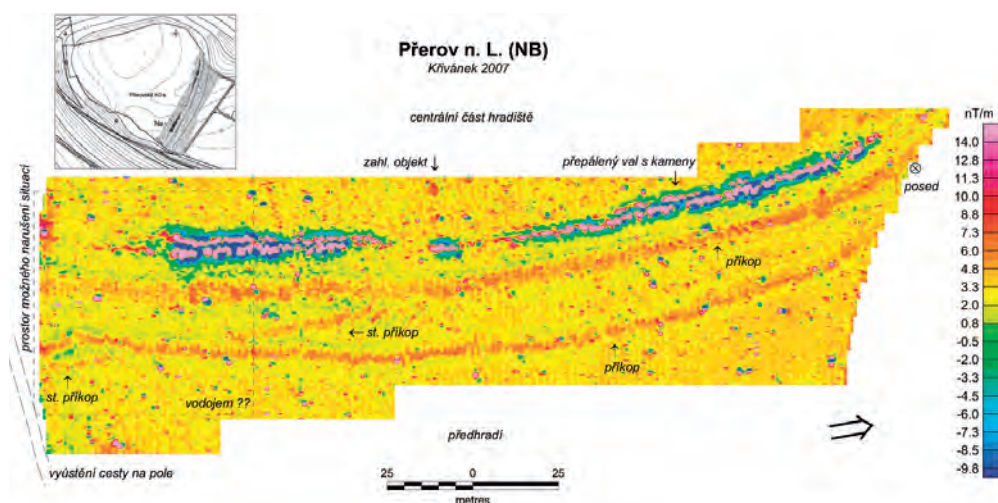 Přerov n. L. (NB)
Křivánek 2007
centrální část hradiště
zahl. objekt
přepálený val s kameny
posed
příkop
st. příkop
příkop
st. příkop
vodojem ??
předhradí
prostor možného narušení situací
vyústění cesty na pole
25 0 25
metres
nT/m
14.0
12.8
11.4
10.0
8.8
7.3
6.0
4.8
3.3
2.0
0.8
-0.5
-2.0
-3.3
-4.5
-6.0
-7.3
-8.5
-9.8